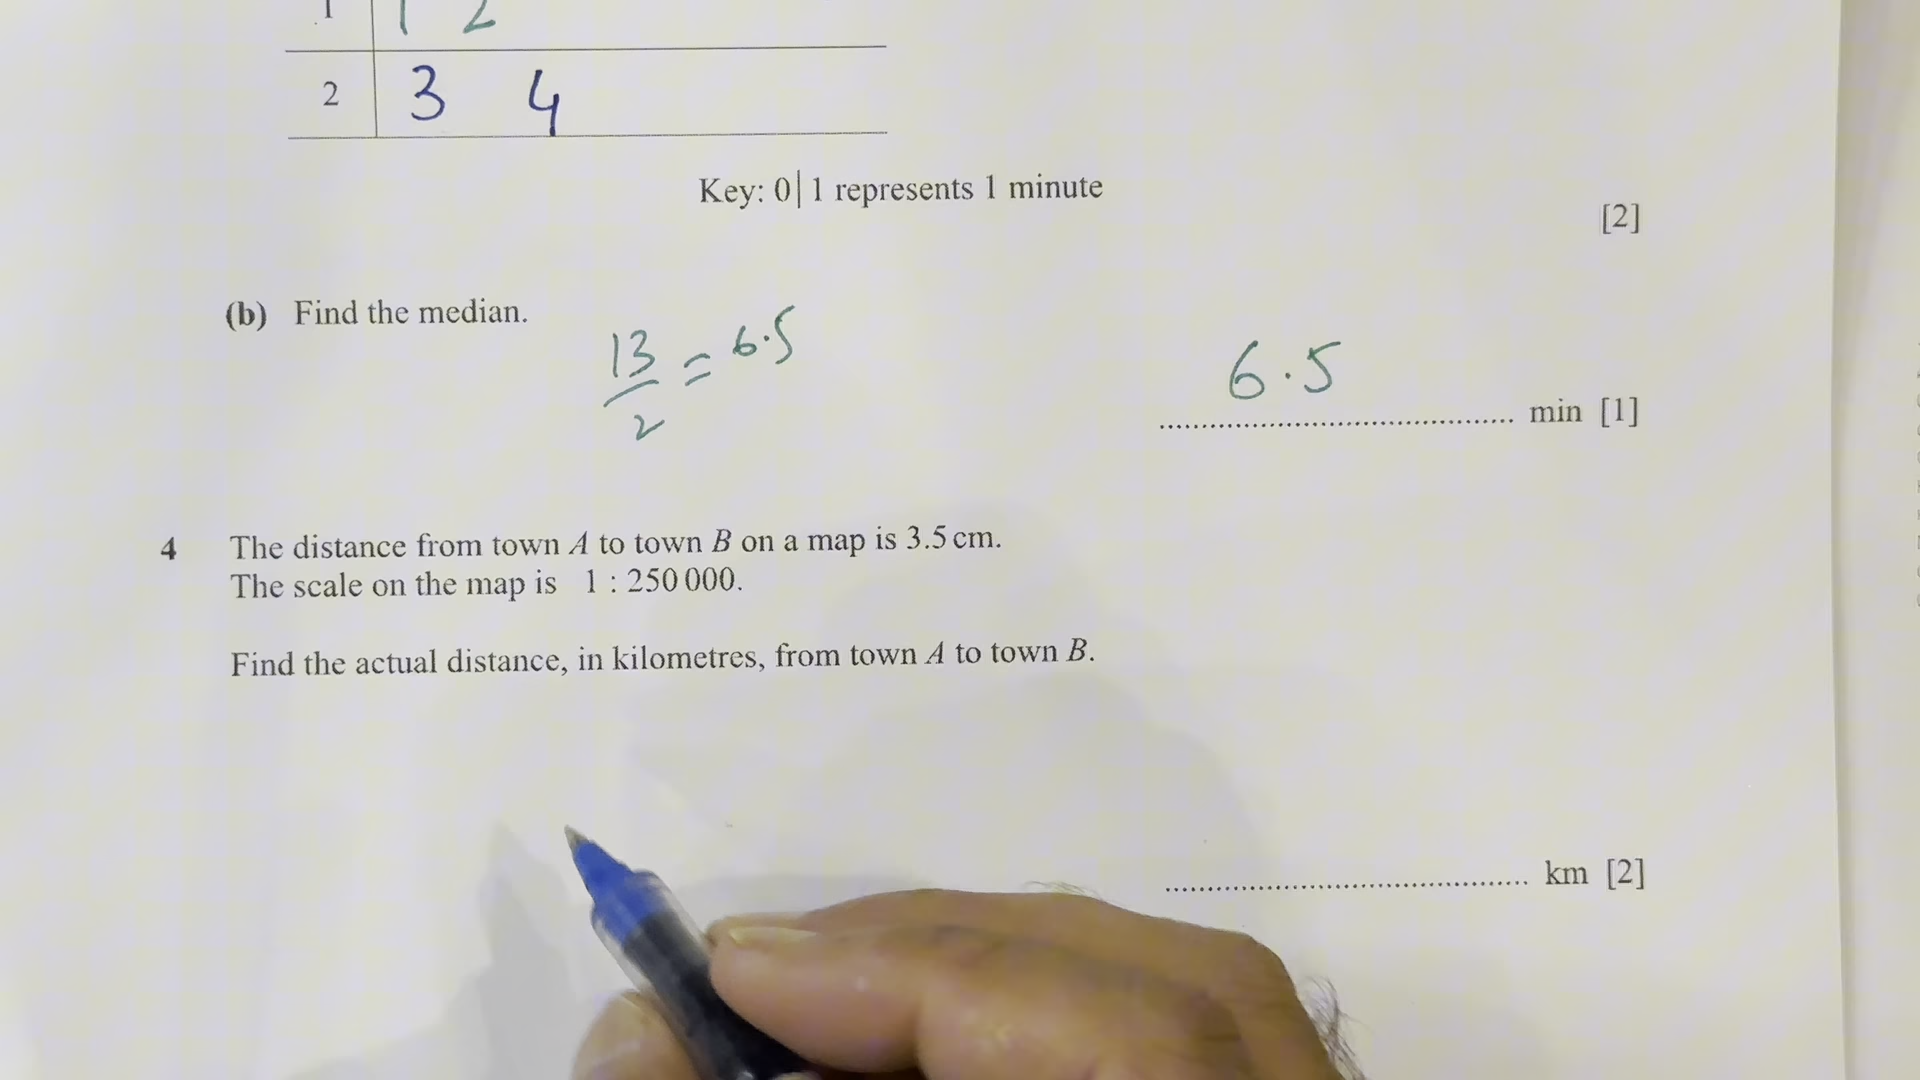 1 1 2
2 3 4
Key: 0|1 represents 1 minute
[2]
(b) Find the median.
13/2 = 6.5
6.5
.......................................... min [1]
4 The distance from town A to town B on a map is 3.5 cm.
The scale on the map is 1 : 250 000.
Find the actual distance, in kilometres, from town A to town B.
.......................................... km [2]